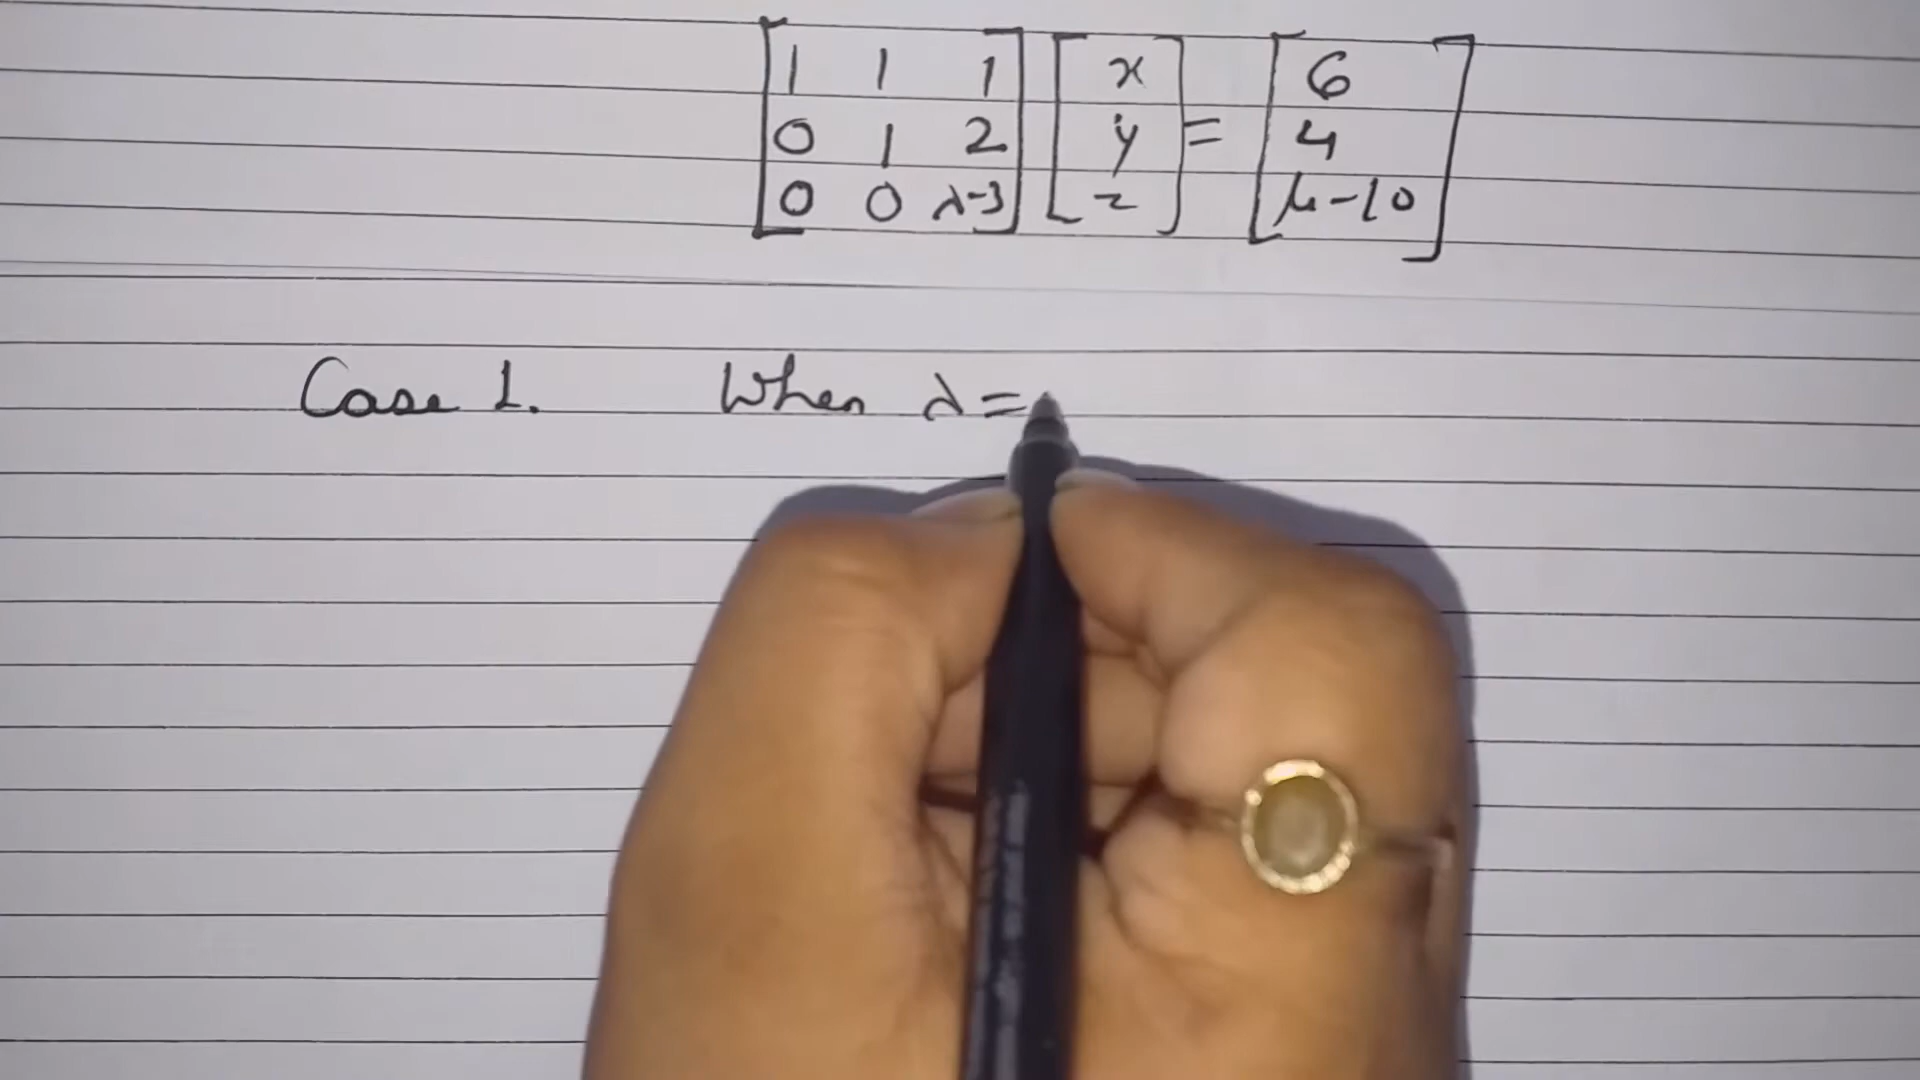 [1 1 1] [x] = [6]
[0 1 2] [y] [4]
[0 0 λ-3] [z] [μ-10]
Case 1. When λ=